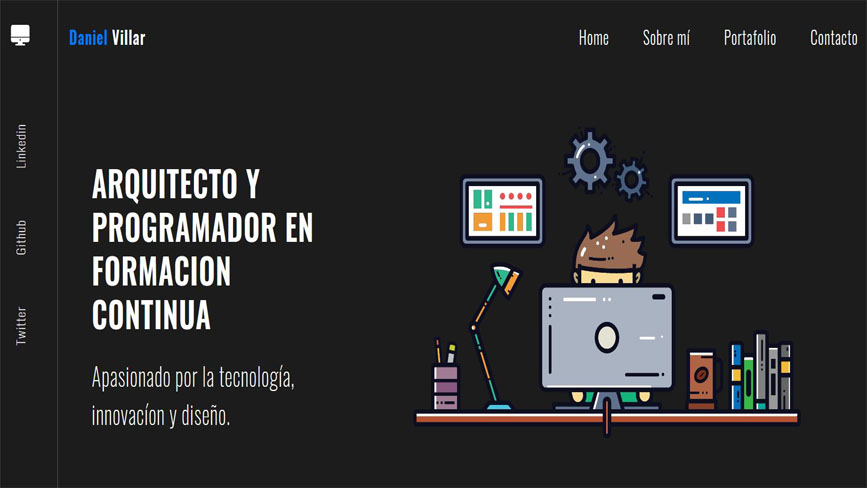 Daniel Villar
Home
Sobre mí
Portafolio
Contacto
Linkedin
Github
Twitter
ARQUITECTO Y
PROGRAMADOR EN
FORMACION
CONTINUA
Apasionado por la tecnología,
innovacíon y diseño.